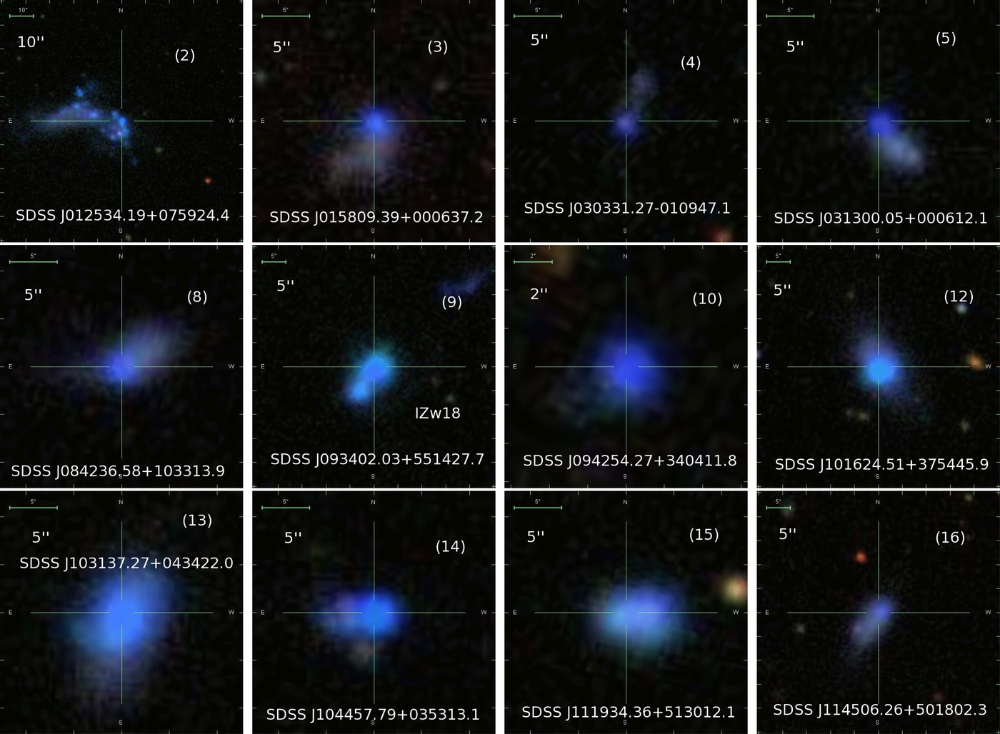 10" N
10'' (2)
E W
SDSS J012534.19+075924.4
S
5" N
5'' (3)
E W
SDSS J015809.39+000637.2
S
5" N
5'' (4)
E W
SDSS J030331.27-010947.1
S
5" N
5'' (5)
E W
SDSS J031300.05+000612.1
S
5" N
5'' (8)
E W
SDSS J084236.58+103313.9
S
5" N
5'' (9)
E W
IZw18
SDSS J093402.03+551427.7
S
2" N
2'' (10)
E W
SDSS J094254.27+340411.8
S
5" N
5'' (12)
E W
SDSS J101624.51+375445.9
S
5" N
(13)
5''
SDSS J103137.27+043422.0
E W
S
5" N
5'' (14)
E W
SDSS J104457.79+035313.1
S
5" N
5'' (15)
E W
SDSS J111934.36+513012.1
S
5" N
5'' (16)
E W
SDSS J114506.26+501802.3
S